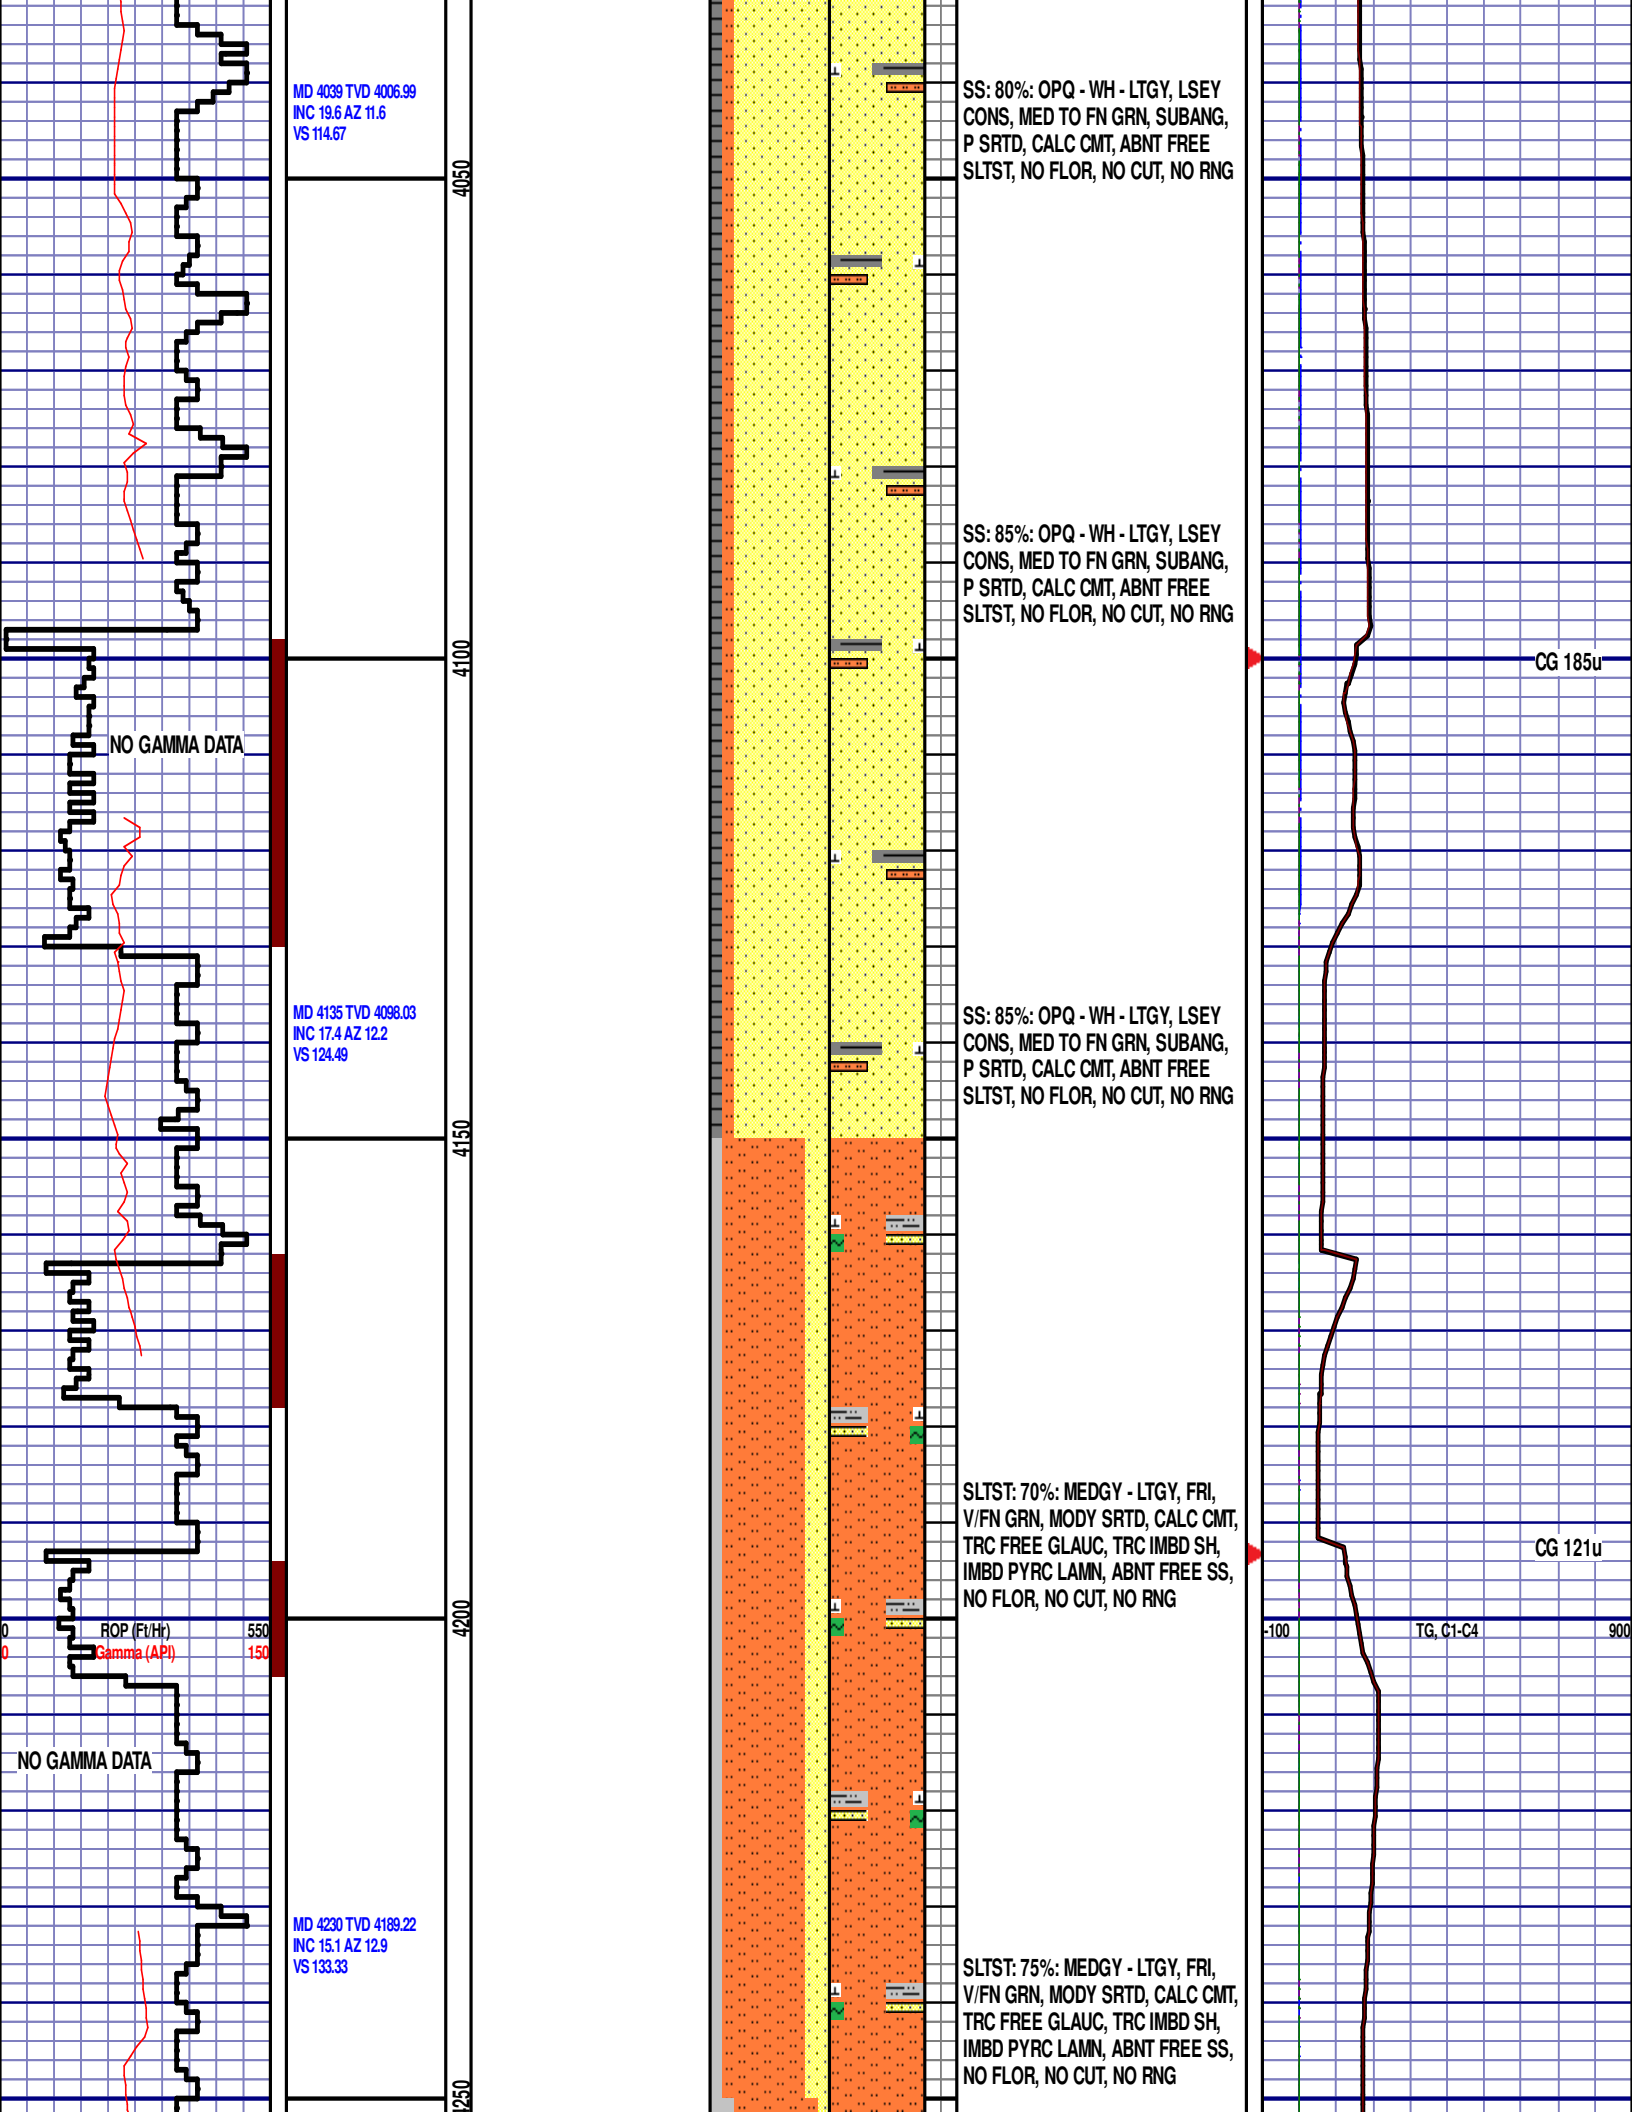 MD 4039 TVD 4006.99
INC 19.6 AZ 11.6
VS 114.67
SS: 80%: OPQ - WH - LTGY, LSEY
CONS, MED TO FN GRN, SUBANG,
P SRTD, CALC CMT, ABNT FREE
SLTST, NO FLOR, NO CUT, NO RNG
4050
SS: 85%: OPQ - WH - LTGY, LSEY
CONS, MED TO FN GRN, SUBANG,
P SRTD, CALC CMT, ABNT FREE
SLTST, NO FLOR, NO CUT, NO RNG
4100
CG 185u
NO GAMMA DATA
MD 4135 TVD 4098.03
INC 17.4 AZ 12.2
VS 124.49
SS: 85%: OPQ - WH - LTGY, LSEY
CONS, MED TO FN GRN, SUBANG,
P SRTD, CALC CMT, ABNT FREE
SLTST, NO FLOR, NO CUT, NO RNG
4150
SLTST: 70%: MEDGY - LTGY, FRI,
V/FN GRN, MODY SRTD, CALC CMT,
TRC FREE GLAUC, TRC IMBD SH,
IMBD PYRC LAMN, ABNT FREE SS,
NO FLOR, NO CUT, NO RNG
CG 121u
4200
0 ROP (Ft/Hr) 550
0 Gamma (API) 150
-100 TG, C1-C4 900
NO GAMMA DATA
MD 4230 TVD 4189.22
INC 15.1 AZ 12.9
VS 133.33
SLTST: 75%: MEDGY - LTGY, FRI,
V/FN GRN, MODY SRTD, CALC CMT,
TRC FREE GLAUC, TRC IMBD SH,
IMBD PYRC LAMN, ABNT FREE SS,
NO FLOR, NO CUT, NO RNG
4250